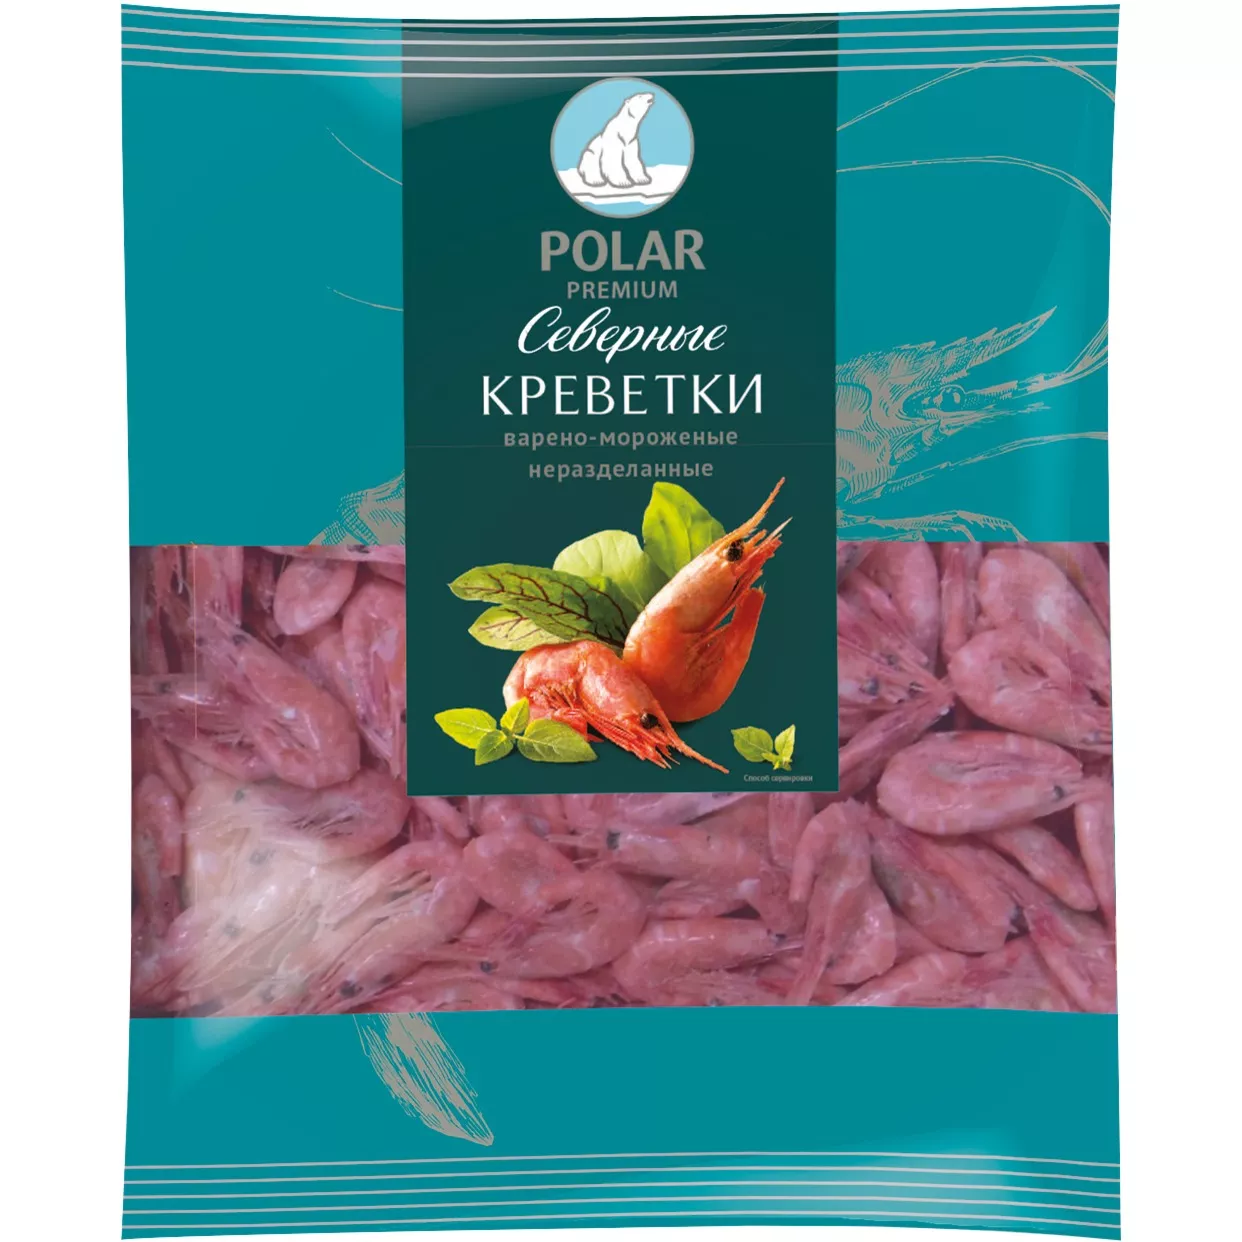 POLAR
PREMIUM
Северные
КРЕВЕТКИ
варено-мороженые
неразделанные
Способ сервировки